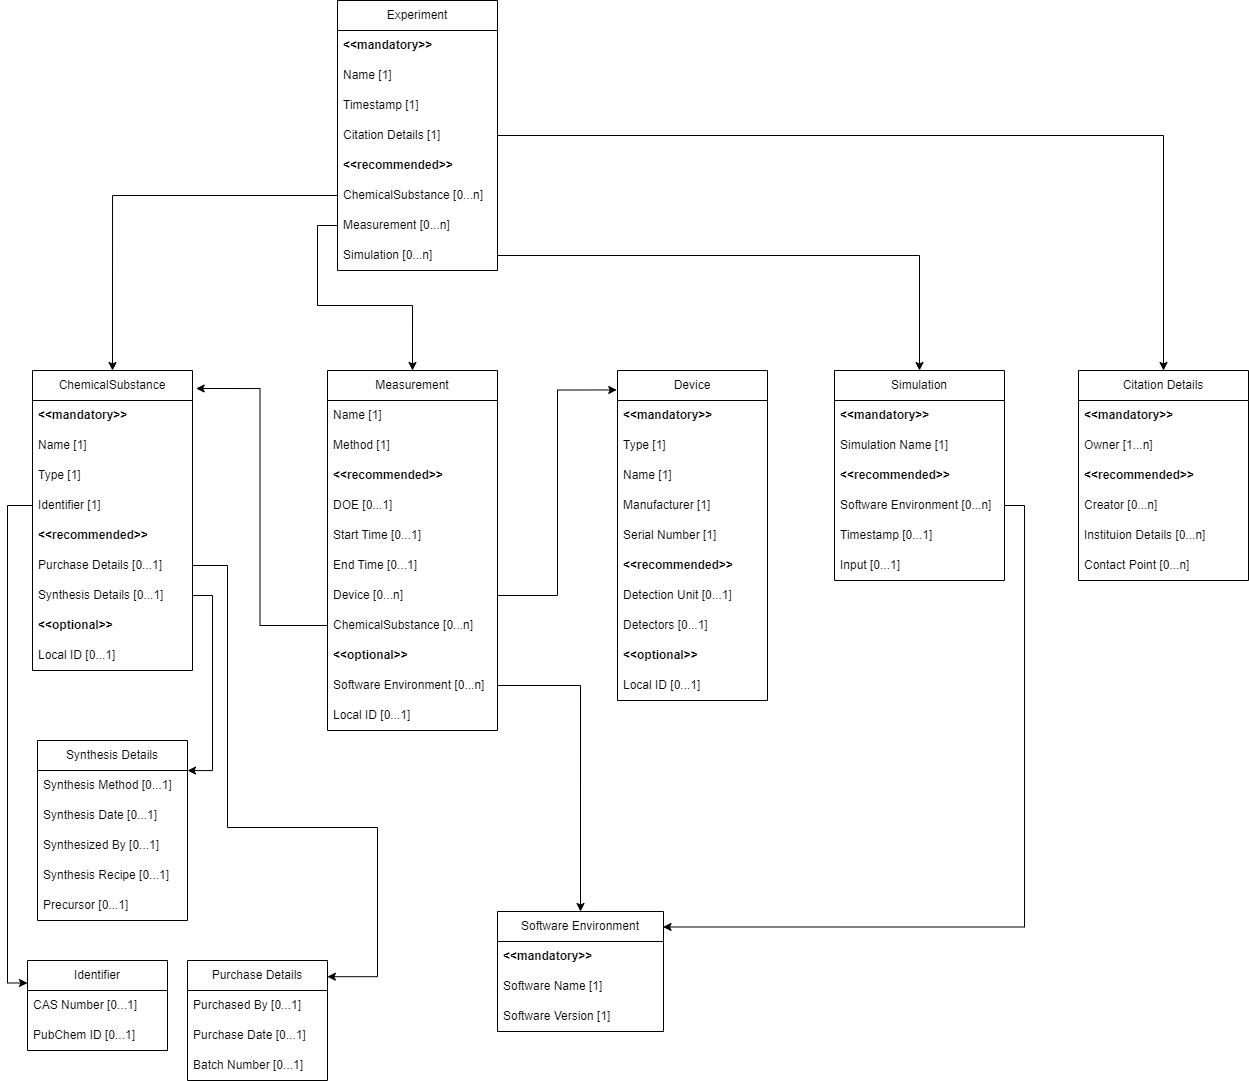 Experiment
<<mandatory>>
Name [1]
Timestamp [1]
Citation Details [1]
<<recommended>>
ChemicalSubstance [0...n]
Measurement [0...n]
Simulation [0...n]
ChemicalSubstance
<<mandatory>>
Name [1]
Type [1]
Identifier [1]
<<recommended>>
Purchase Details [0...1]
Synthesis Details [0...1]
<<optional>>
Local ID [0...1]
Measurement
Name [1]
Method [1]
<<recommended>>
DOE [0...1]
Start Time [0...1]
End Time [0...1]
Device [0...n]
ChemicalSubstance [0...n]
<<optional>>
Software Environment [0...n]
Local ID [0...1]
Device
<<mandatory>>
Type [1]
Name [1]
Manufacturer [1]
Serial Number [1]
<<recommended>>
Detection Unit [0...1]
Detectors [0...1]
<<optional>>
Local ID [0...1]
Simulation
<<mandatory>>
Simulation Name [1]
<<recommended>>
Software Environment [0...n]
Timestamp [0...1]
Input [0...1]
Citation Details
<<mandatory>>
Owner [1...n]
<<recommended>>
Creator [0...n]
Instituion Details [0...n]
Contact Point [0...n]
Synthesis Details
Synthesis Method [0...1]
Synthesis Date [0...1]
Synthesized By [0...1]
Synthesis Recipe [0...1]
Precursor [0...1]
Identifier
CAS Number [0...1]
PubChem ID [0...1]
Purchase Details
Purchased By [0...1]
Purchase Date [0...1]
Batch Number [0...1]
Software Environment
<<mandatory>>
Software Name [1]
Software Version [1]